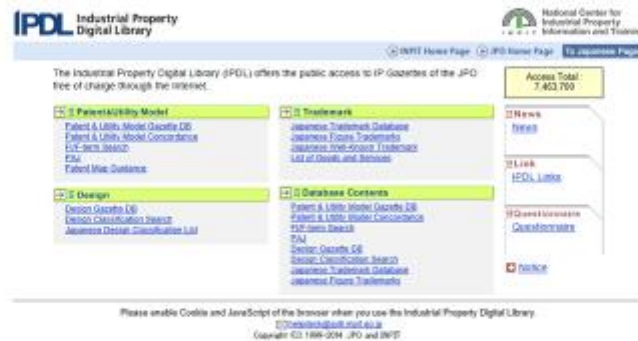 IPDL Industrial Property
Digital Library
National Center for
Industrial Property
Information and Training
INPIT Home Page JPO Home Page To Japanese Page
The Industrial Property Digital Library (IPDL) offers the public access to IP Gazettes of the JPO
free of charge through the Internet.
Access Total:
Patent&Utility Model
Patent & Utility Model Gazette DB
Patent & Utility Model Concordance
FI/F-term Search
PAJ
Patent Map Guidance
Trademark
Japanese Trademark Database
Japanese Figure Trademarks
Japanese Well-Known Trademark
List of Goods and Services
Design
Design Gazette DB
Design Classification Search
Japanese Design Classification List
Database Contents
Patent & Utility Model Gazette DB
Patent & Utility Model Concordance
FI/F-term Search
PAJ
Design Gazette DB
Design Classification Search
Japanese Trademark Database
Japanese Figure Trademarks
News
News
Link
IPDL Links
Questionnaire
Questionnaire
Notice
Please enable Cookie and JavaScript of the browser when you use the Industrial Property Digital Library.
Copyright (C) 1999-2014 JPO and INPIT